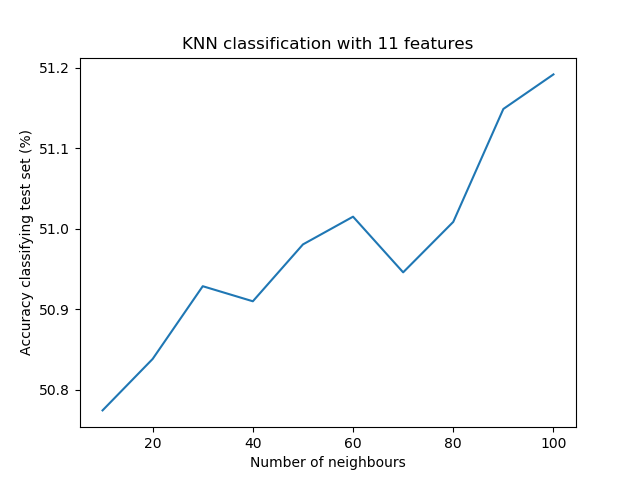 KNN classification with 11 features
51.2
51.1
51.0
50.9
50.8
Accuracy classifying test set (%)
20 40 60 80 100
Number of neighbours